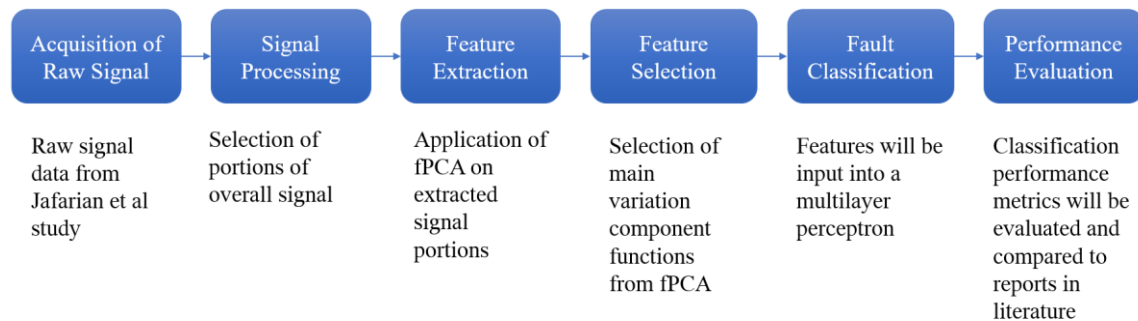 Acquisition of
Raw Signal
Signal
Processing
Feature
Extraction
Feature
Selection
Fault
Classification
Performance
Evaluation
Raw signal
data from
Jafarian et al
study
Selection of
portions of
overall signal
Application of
fPCA on
extracted
signal
portions
Selection of
main
variation
component
functions
from fPCA
Features will be
input into a
multilayer
perceptron
Classification
performance
metrics will be
evaluated and
compared to
reports in
literature